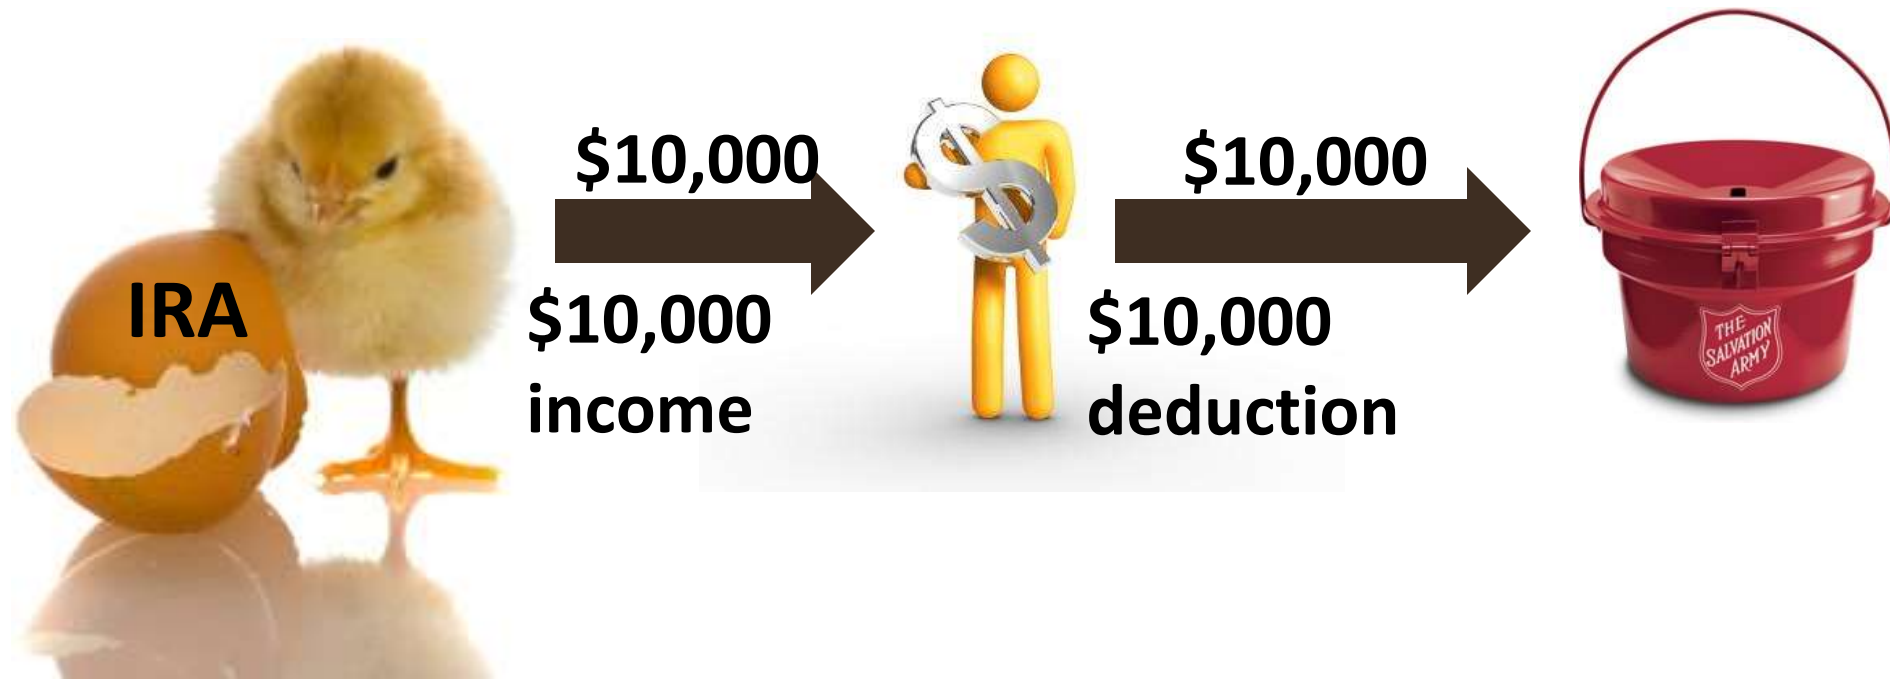 IRA
$10,000
$10,000
income
$10,000
$10,000
deduction
THE
SALVATION
ARMY